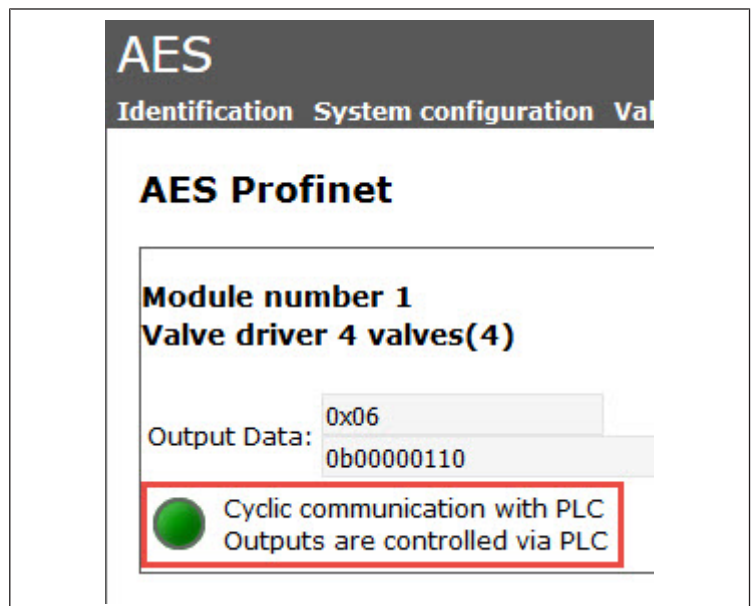 AES
Identification System configuration Val
AES Profinet
Module number 1
Valve driver 4 valves(4)
Output Data:
0x06
0b00000110
Cyclic communication with PLC
Outputs are controlled via PLC